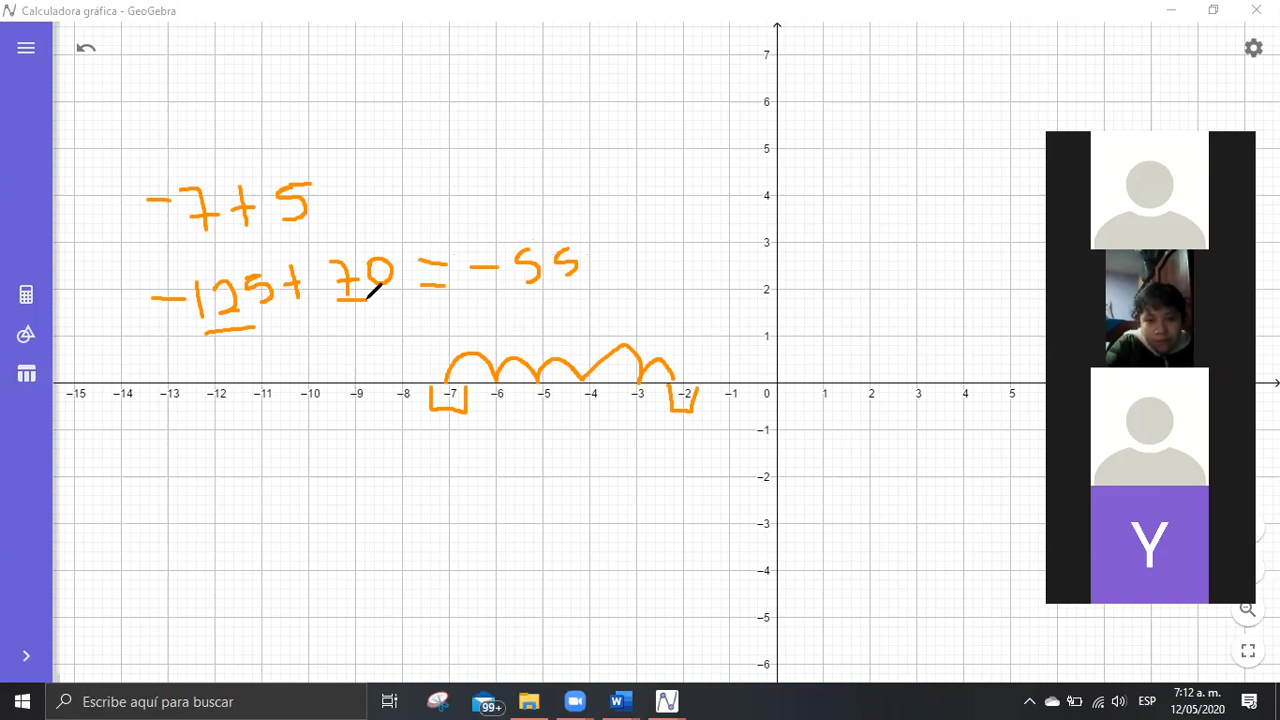 Calculadora gráfica - GeoGebra
-7+5
-125+70=-55
7
6
5
4
3
2
1
-15 -14 -13 -12 -11 -10 -9 -8 -7 -6 -5 -4 -3 -2 -1 0 1 2 3 4 5
-1
-2
-3
-4
-5
-6
Y
Escribe aquí para buscar
99+
ESP
7:12 a. m.
12/05/2020